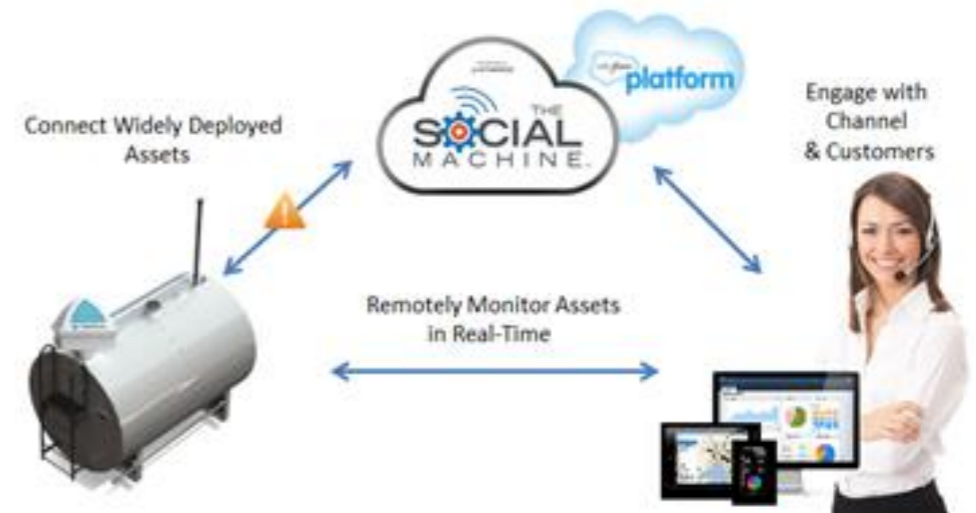 Connect Widely Deployed
Assets
THE
SOCIAL
MACHINE
platform
Engage with
Channel
& Customers
Remotely Monitor Assets
in Real-Time